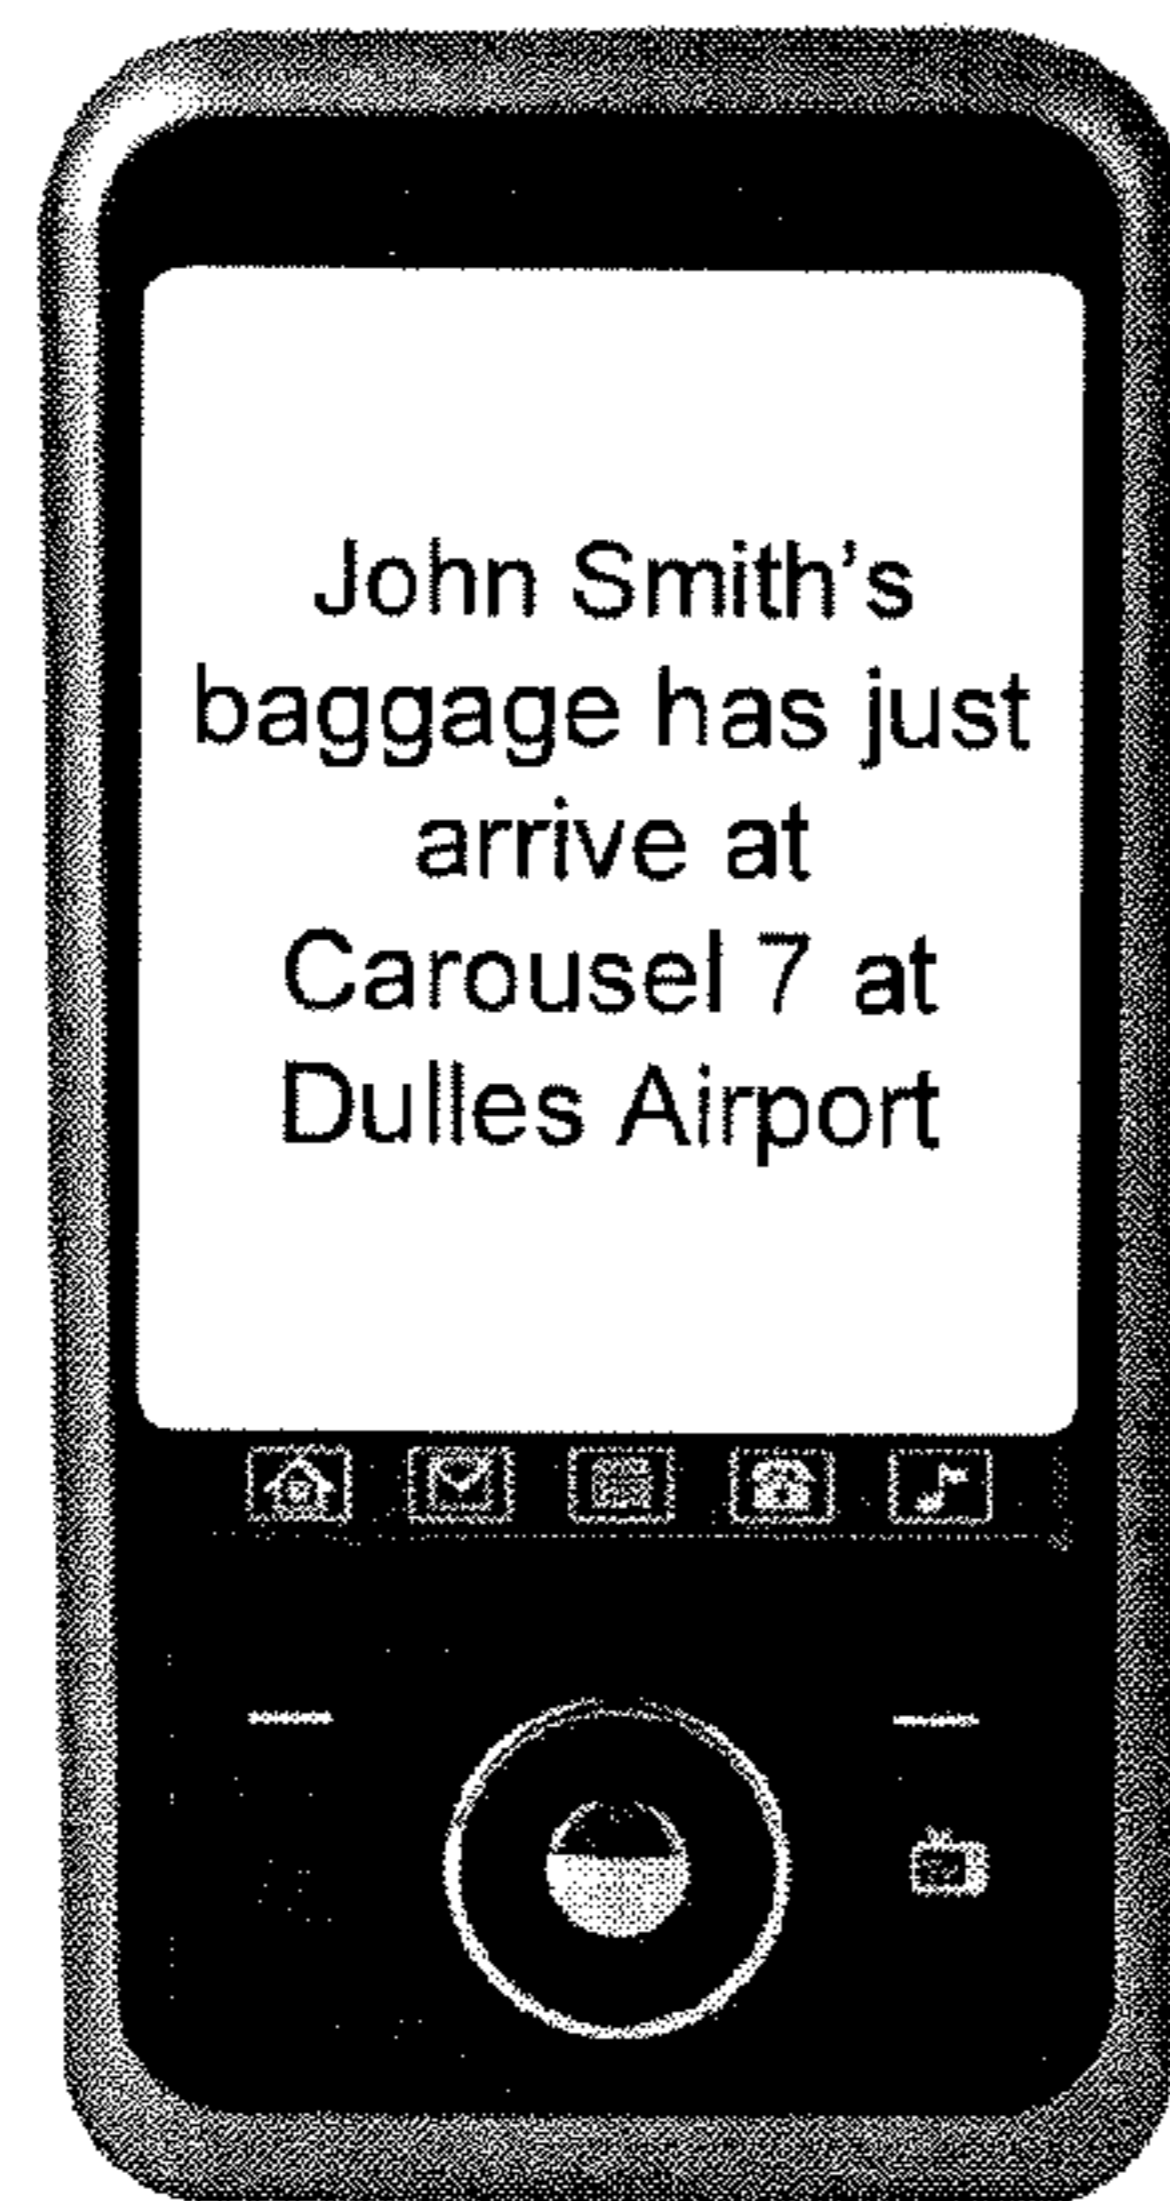 John Smith's
baggage has just
arrive at
Carousel 7 at
Dulles Airport